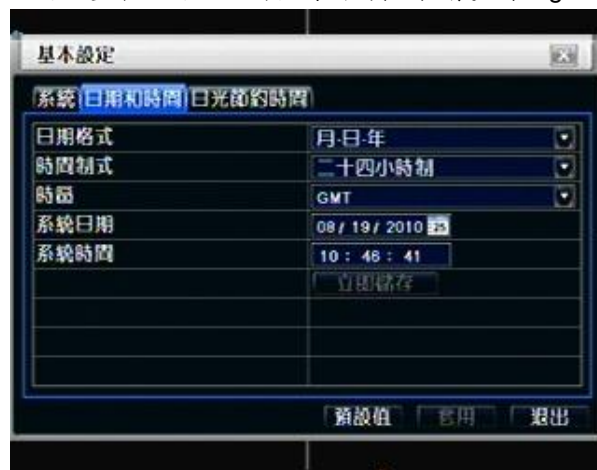 基本設定
系統 日期和時間 日光節約時間
日期格式 月-日-年
時間制式 二十四小時制
時區 GMT
系統日期 08 / 19 / 2010 25
系統時間 10 : 46 : 41
立即儲存
預設值 套用 退出